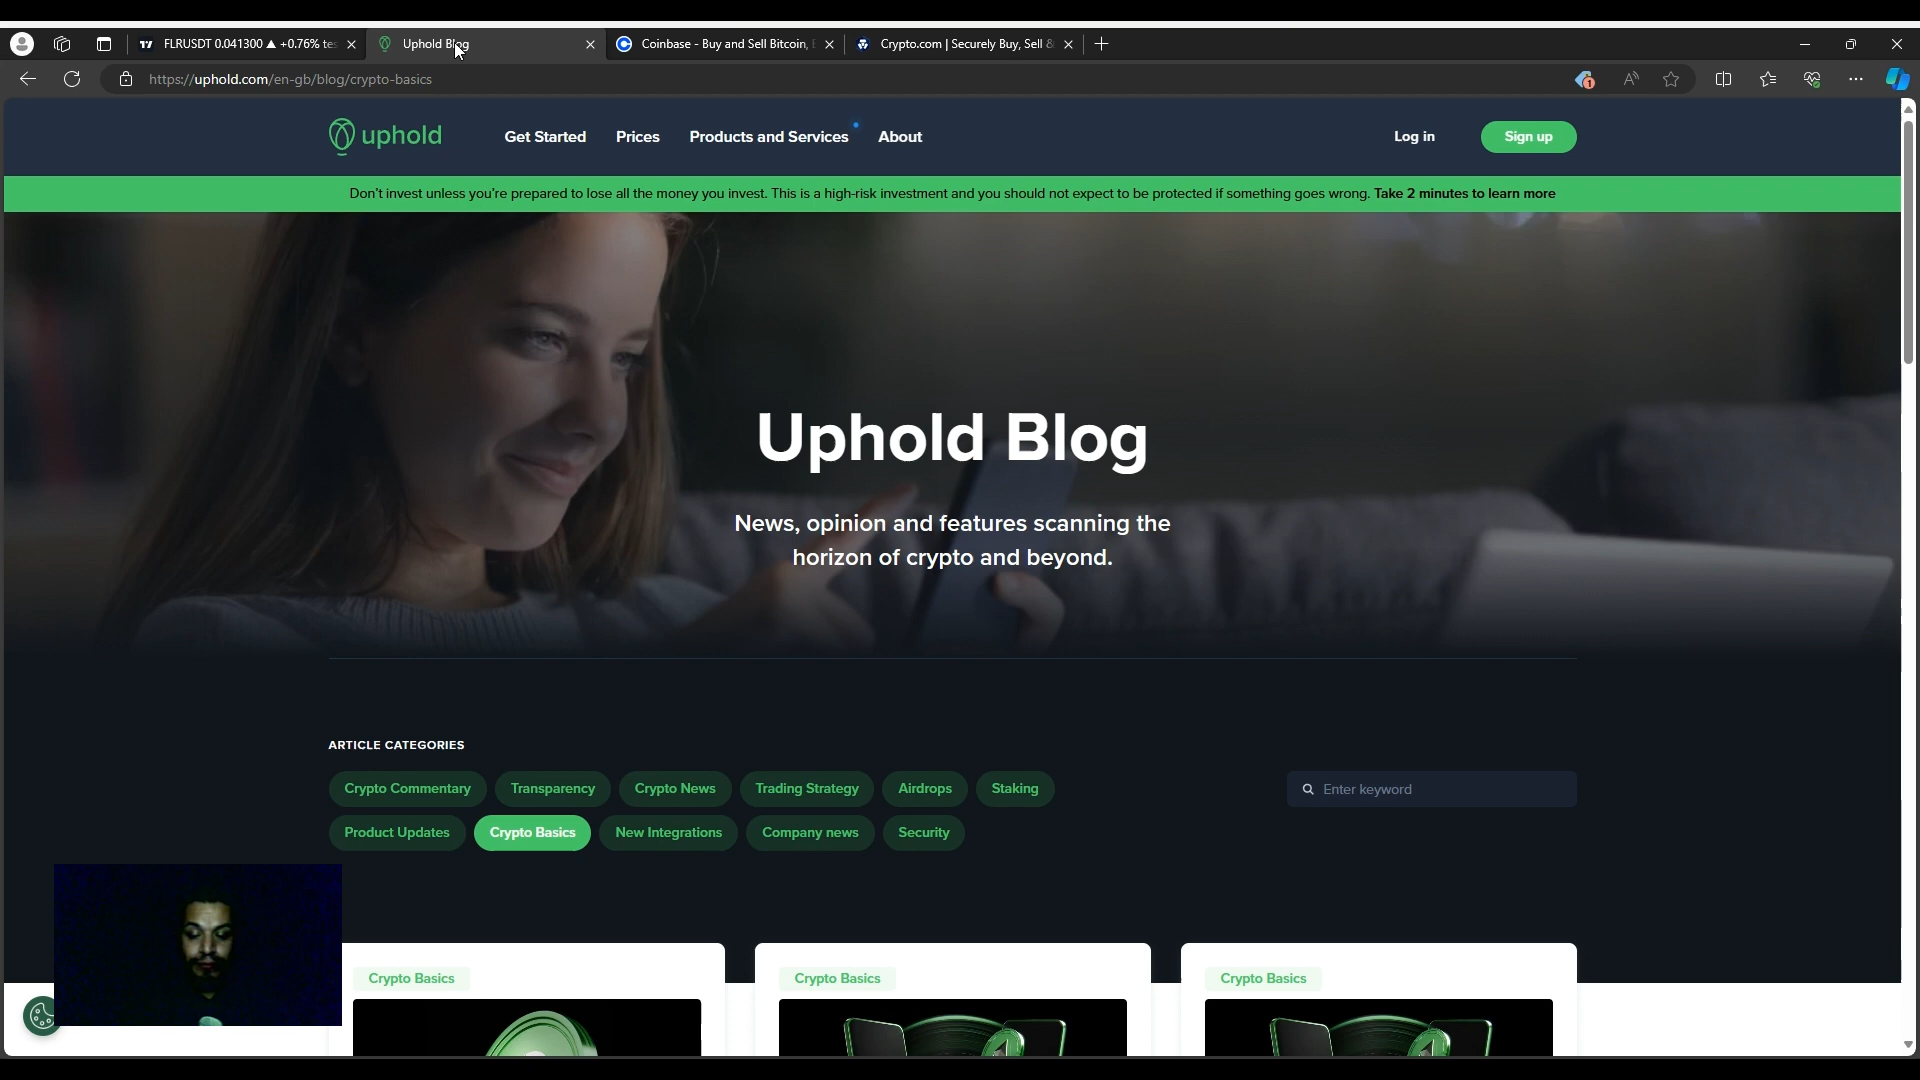 FLRUSDT 0.041300 ▲ +0.76% tes
Uphold Blog
Coinbase - Buy and Sell Bitcoin, E
Crypto.com | Securely Buy, Sell &
https://uphold.com/en-gb/blog/crypto-basics
1
uphold
Get Started
Prices
Products and Services
About
Log in
Sign up
Don't invest unless you're prepared to lose all the money you invest. This is a high-risk investment and you should not expect to be protected if something goes wrong. Take 2 minutes to learn more
Uphold Blog
News, opinion and features scanning the
horizon of crypto and beyond.
ARTICLE CATEGORIES
Crypto Commentary
Transparency
Crypto News
Trading Strategy
Airdrops
Staking
Enter keyword
Product Updates
Crypto Basics
New Integrations
Company news
Security
Crypto Basics
Crypto Basics
Crypto Basics